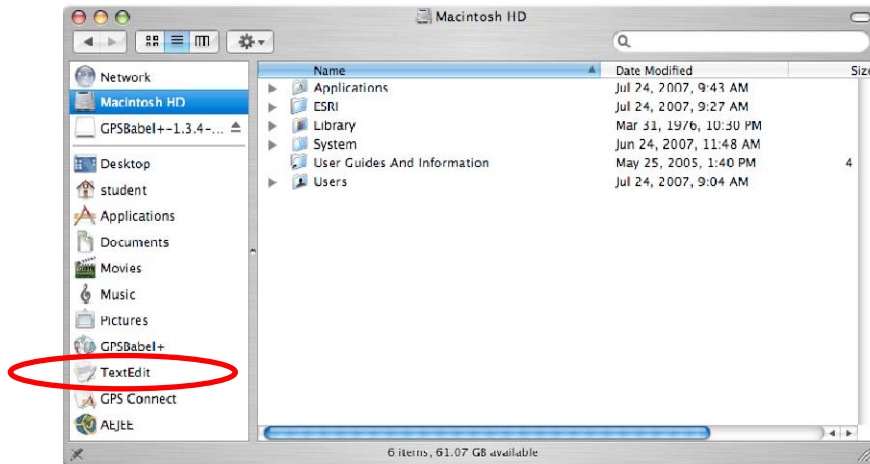 Macintosh HD
Network
Macintosh HD
GPSBabel+-1.3.4-...
Desktop
student
Applications
Documents
Movies
Music
Pictures
GPSBabel+
TextEdit
GPS Connect
AEJEE
Name Date Modified Size
Applications Jul 24, 2007, 9:43 AM
ESRI Jul 24, 2007, 9:27 AM
Library Mar 31, 1976, 10:30 PM
System Jun 24, 2007, 11:48 AM
User Guides And Information May 25, 2005, 1:40 PM 4
Users Jul 24, 2007, 9:04 AM
6 items, 61.07 GB available